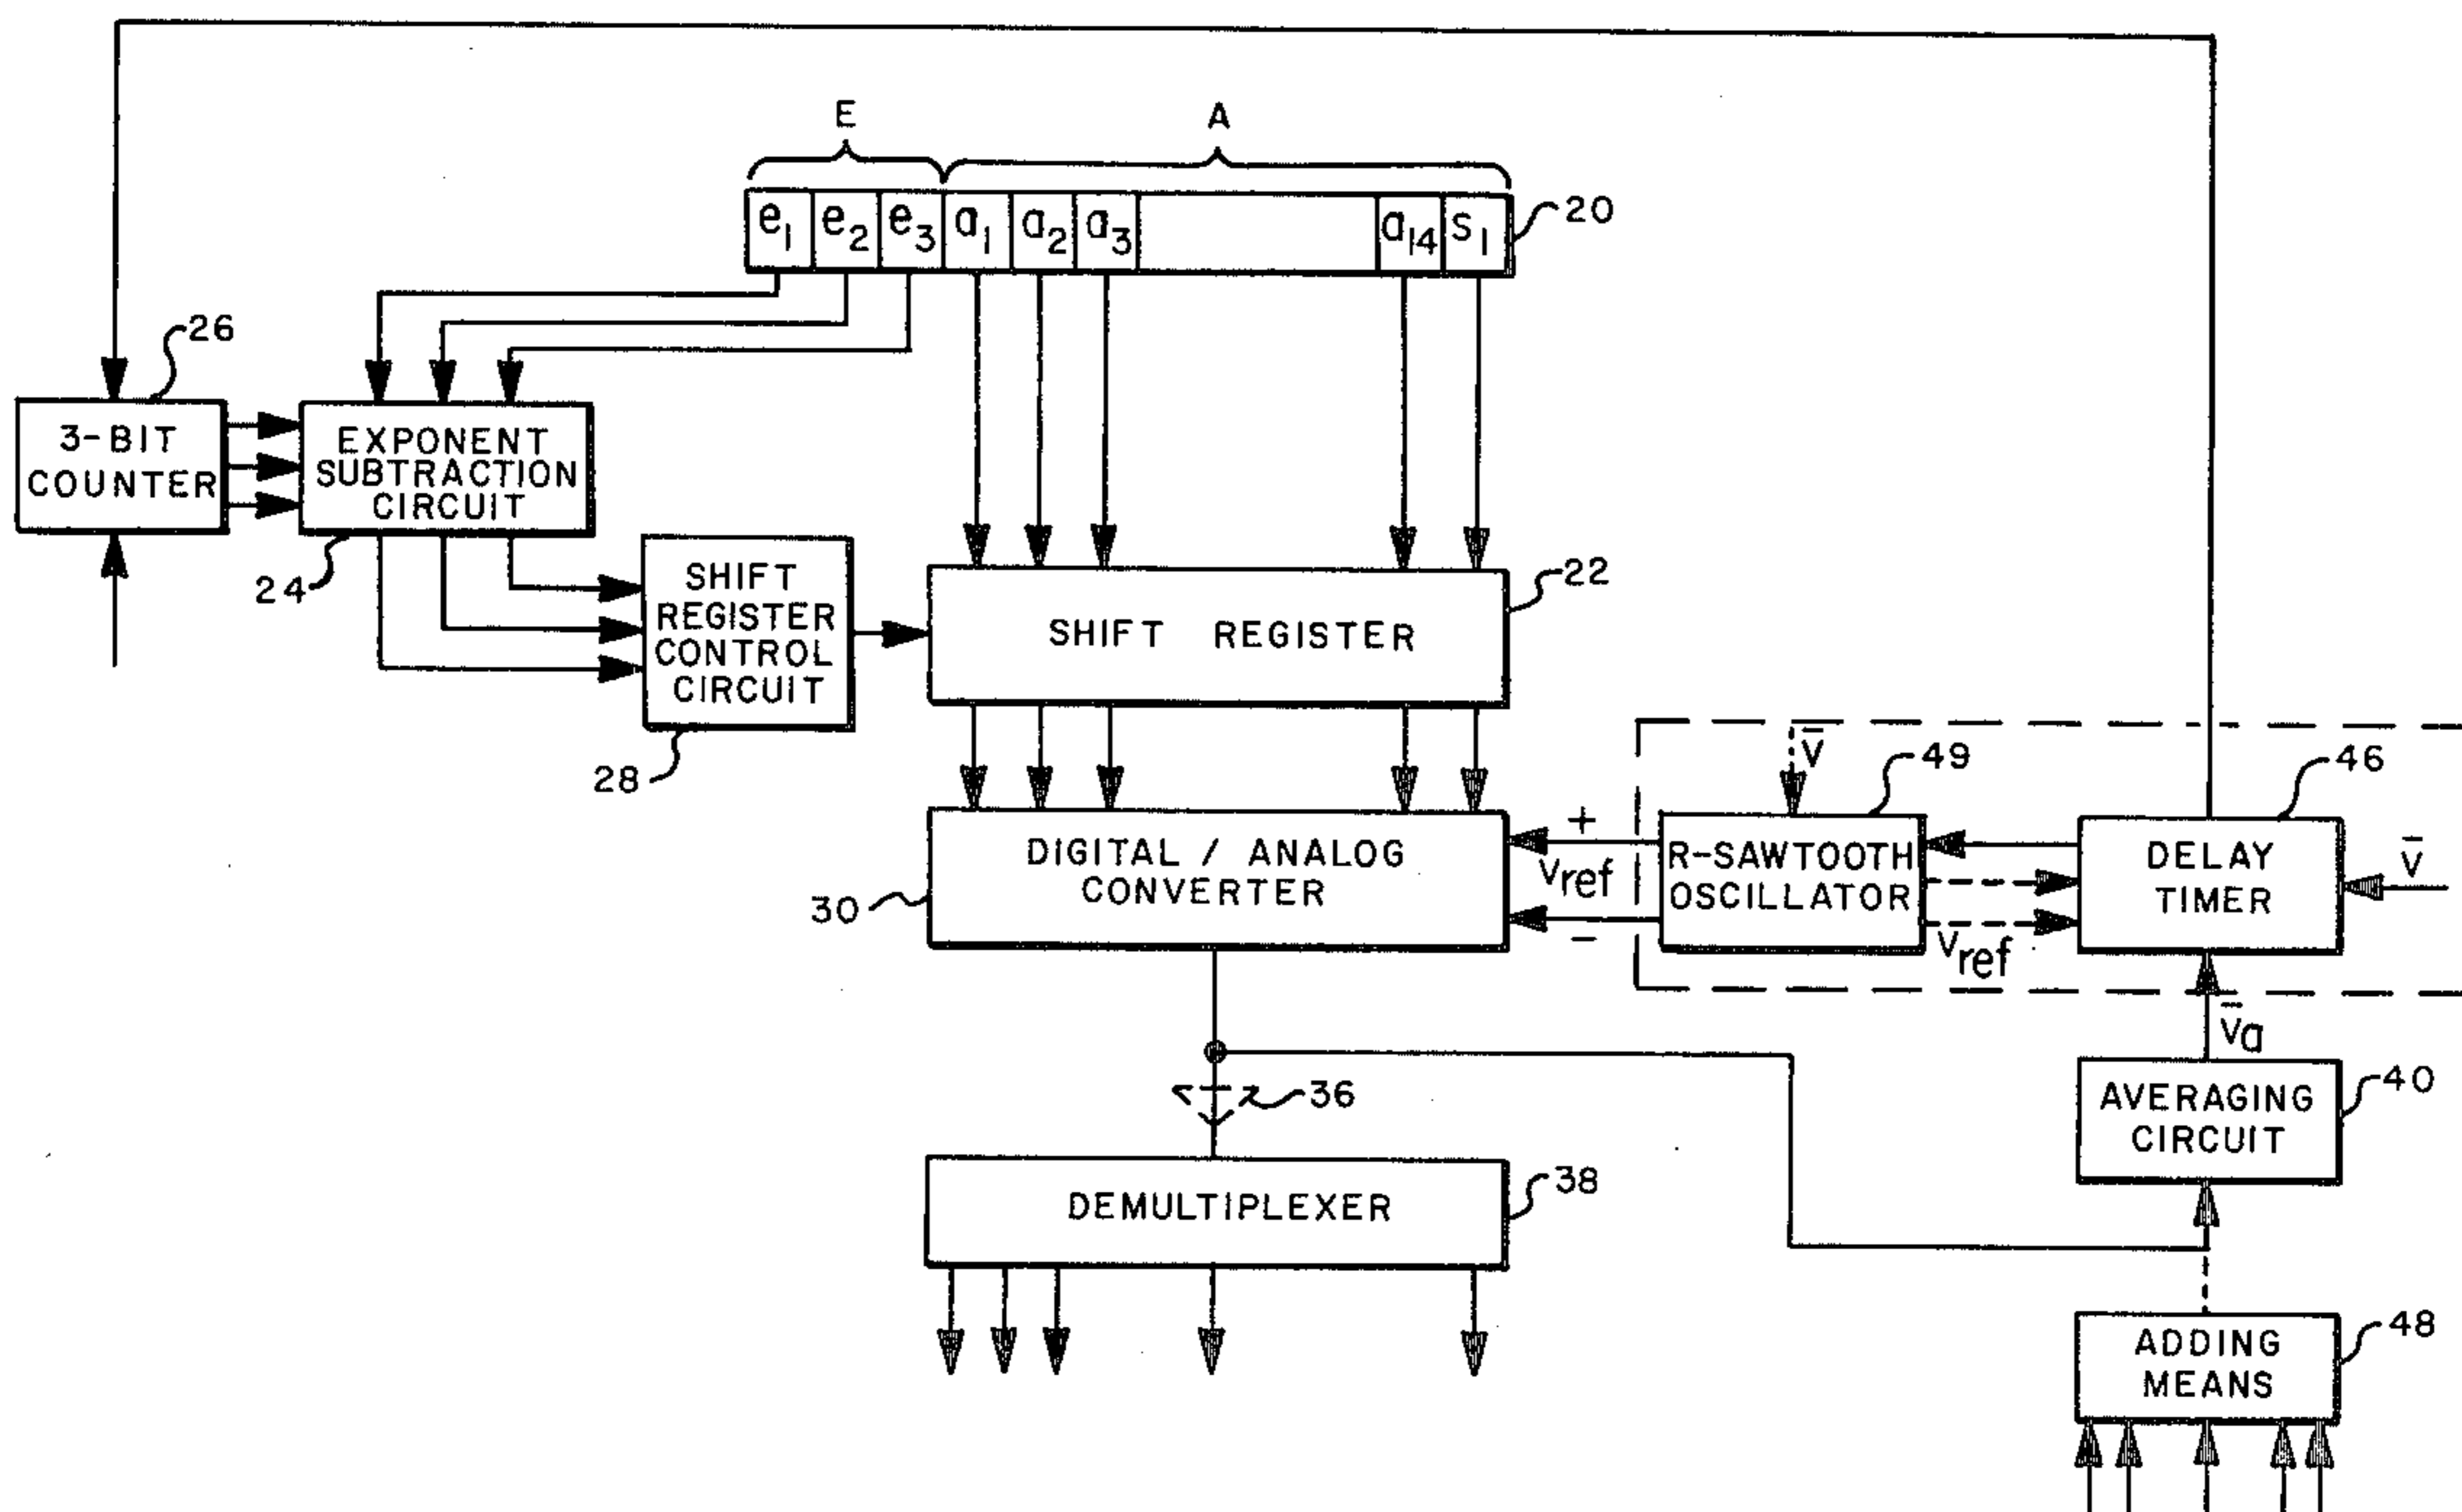 E
A
e1 e2 e3 a1 a2 a3 a14 s1
20
26
3-BIT
COUNTER
EXPONENT
SUBTRACTION
CIRCUIT
24
SHIFT
REGISTER
CONTROL
CIRCUIT
28
22
SHIFT REGISTER
v̄
49
46
DIGITAL / ANALOG
CONVERTER
30
+
Vref
−
R-SAWTOOTH
OSCILLATOR
Vref
DELAY
TIMER
v̄
v̄a
36
AVERAGING
CIRCUIT
40
DEMULTIPLEXER
38
ADDING
MEANS
48